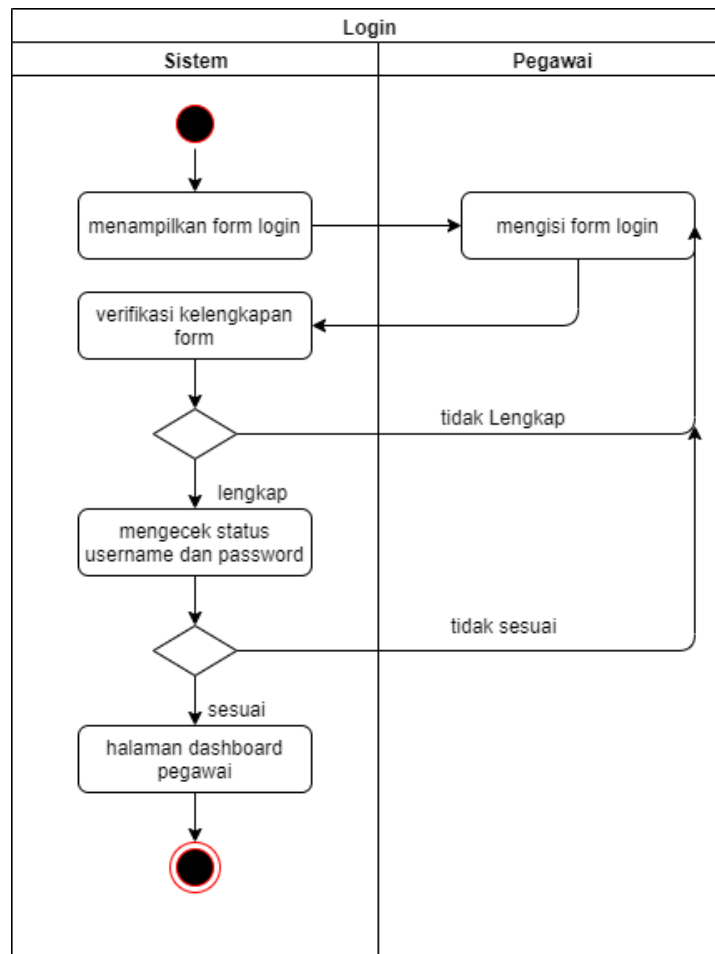 Login
Sistem
Pegawai
menampilkan form login
mengisi form login
verifikasi kelengkapan
form
tidak Lengkap
lengkap
mengecek status
username dan password
tidak sesuai
sesuai
halaman dashboard
pegawai